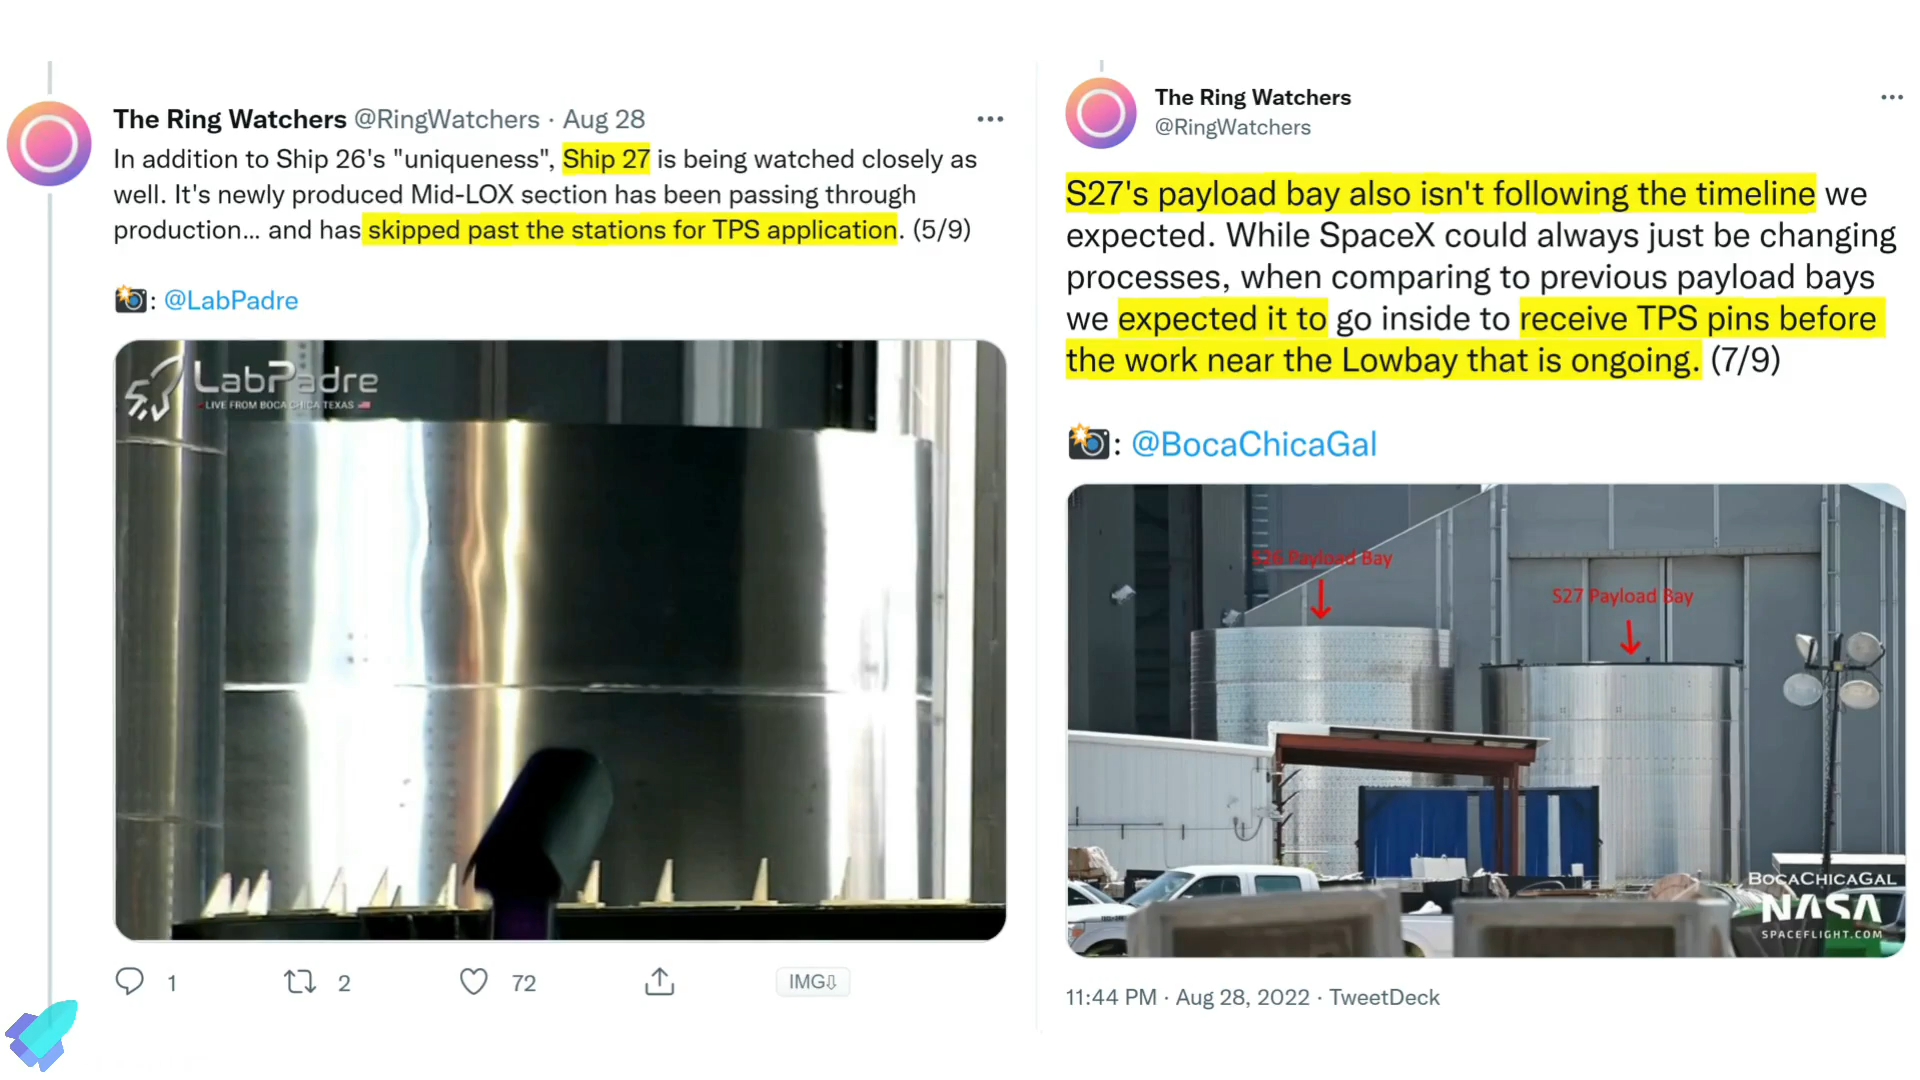 The Ring Watchers @RingWatchers · Aug 28
In addition to Ship 26's "uniqueness", Ship 27 is being watched closely as
well. It's newly produced Mid-LOX section has been passing through
production... and has skipped past the stations for TPS application. (5/9)
: @LabPadre
LabPadre
LIVE FROM BOCA CHICA TEXAS
1
2
72
IMG
The Ring Watchers
@RingWatchers
S27's payload bay also isn't following the timeline we
expected. While SpaceX could always just be changing
processes, when comparing to previous payload bays
we expected it to go inside to receive TPS pins before
the work near the Lowbay that is ongoing. (7/9)
: @BocaChicaGal
S26 Payload Bay
S27 Payload Bay
BOCACHICAGAL
NASA
SPACEFLIGHT.COM
11:44 PM · Aug 28, 2022 · TweetDeck